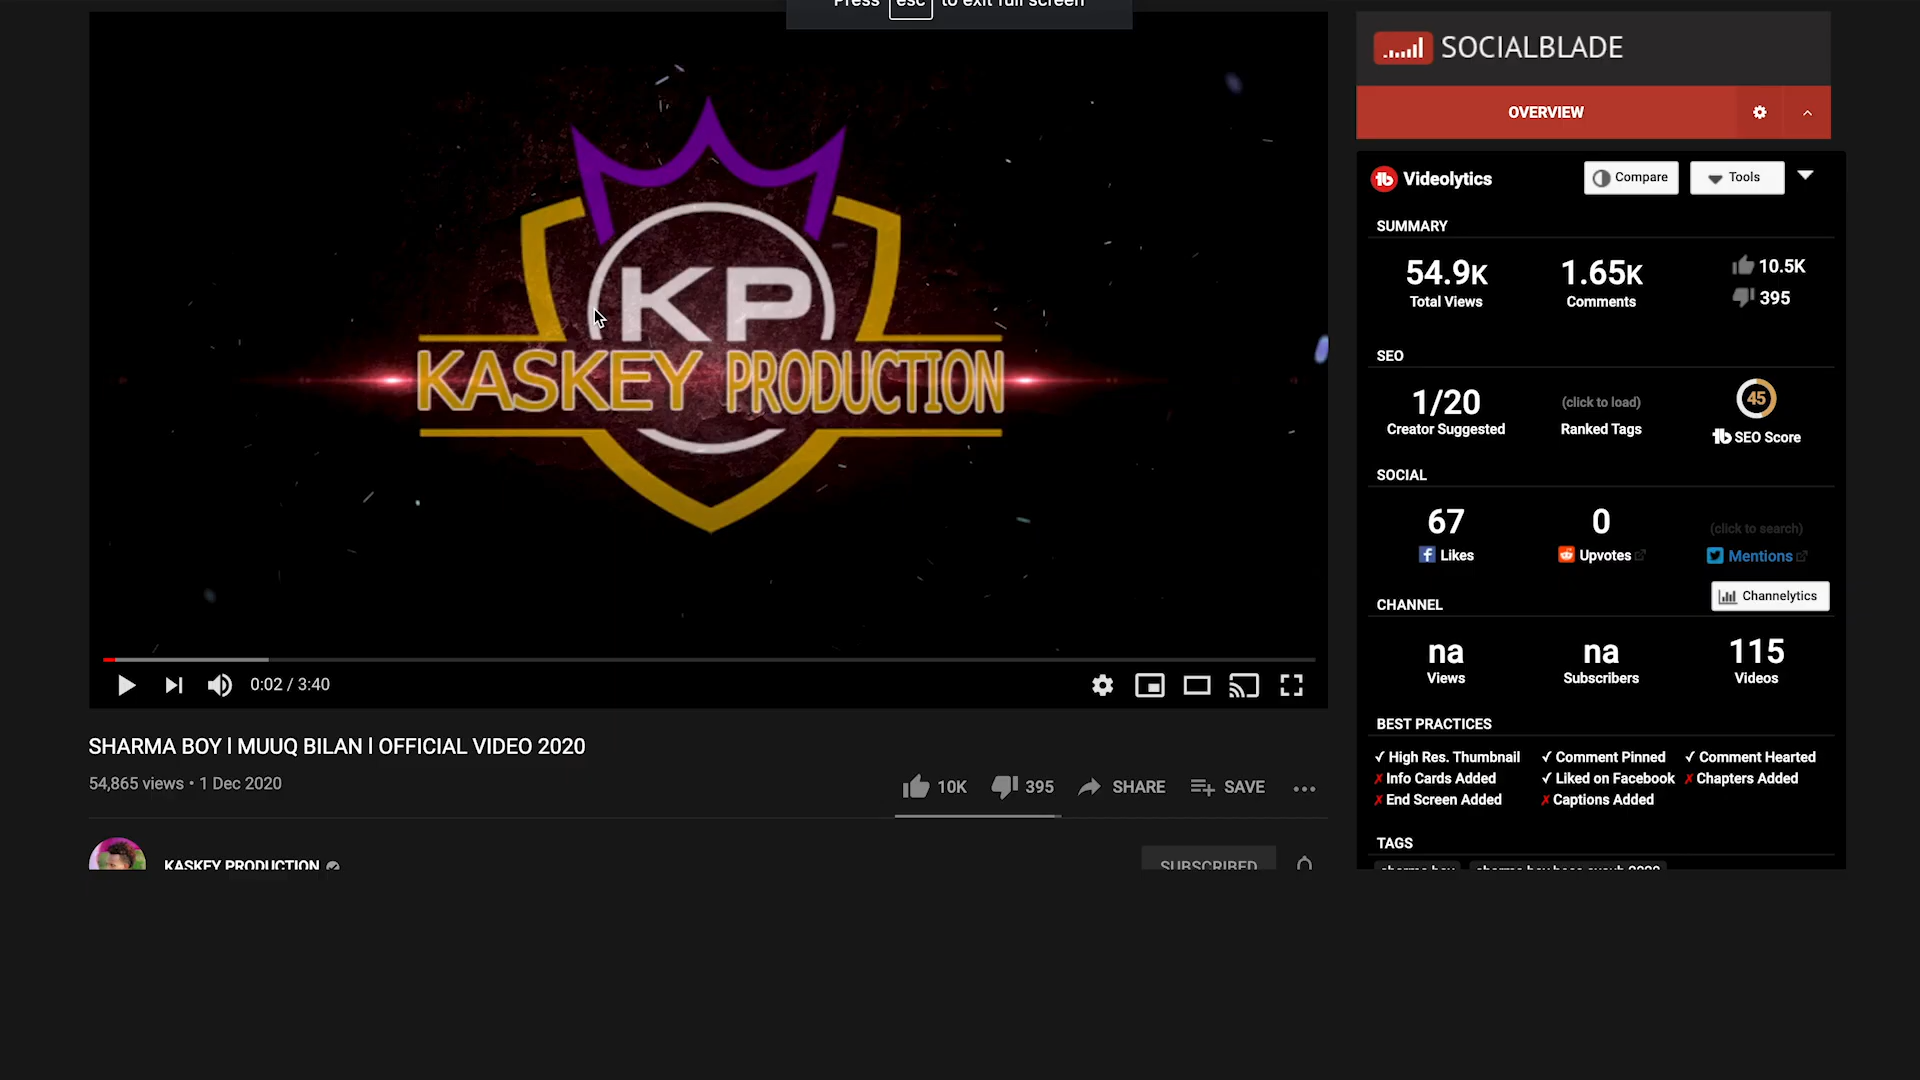 Press esc to exit full screen
KP
KASKEY PRODUCTION
0:02 / 3:40
SHARMA BOY l MUUQ BILAN l OFFICIAL VIDEO 2020
54,865 views • 1 Dec 2020
10K 395 SHARE SAVE
KASKEY PRODUCTION
SUBSCRIBED
SOCIALBLADE
OVERVIEW
Videolytics Compare Tools
SUMMARY
54.9K 1.65K 10.5K
Total Views Comments 395
SEO
1/20 (click to load) 45
Creator Suggested Ranked Tags tb SEO Score
SOCIAL
67 0 (click to search)
Likes Upvotes Mentions
CHANNEL Channelytics
na na 115
Views Subscribers Videos
BEST PRACTICES
✓ High Res. Thumbnail ✓ Comment Pinned ✓ Comment Hearted
✗ Info Cards Added ✓ Liked on Facebook ✗ Chapters Added
✗ End Screen Added ✗ Captions Added
TAGS
sharma boy